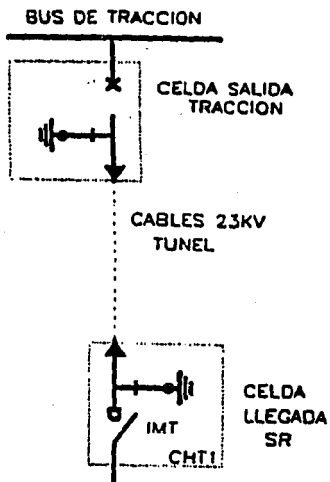 BUS DE TRACCION
CELDA SALIDA
TRACCION
CABLES 23KV
TUNEL
CELDA
LLEGADA
SR
IMT
CHT1